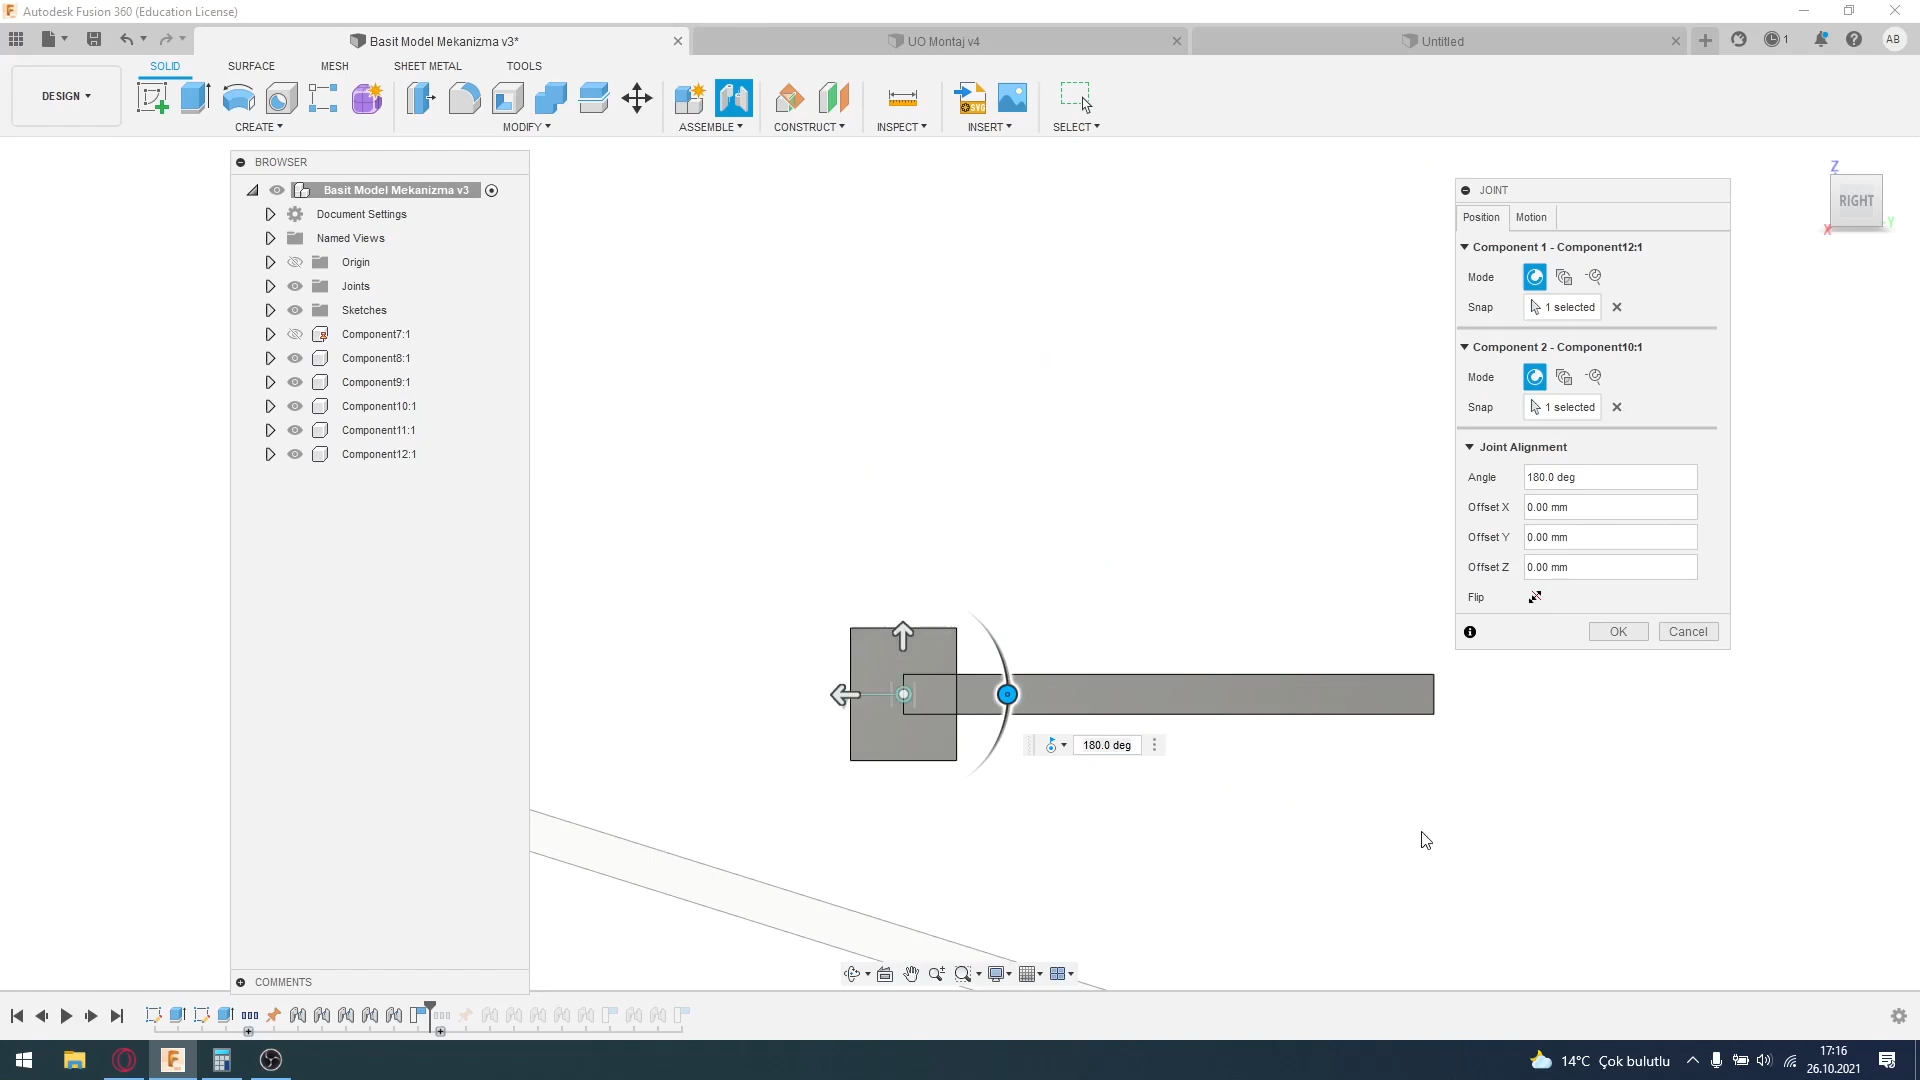 Autodesk Fusion 360 (Education License)
Basit Model Mekanizma v3*
UO Montaj v4
Untitled
1
AB
DESIGN
SOLID
SURFACE
MESH
SHEET METAL
TOOLS
CREATE
MODIFY
ASSEMBLE
CONSTRUCT
INSPECT
INSERT
SELECT
SVG
BROWSER
Basit Model Mekanizma v3
Document Settings
Named Views
Origin
Joints
Sketches
Component7:1
Component8:1
Component9:1
Component10:1
Component11:1
Component12:1
Z
RIGHT
X
Y
JOINT
Position
Motion
Component 1 - Component12:1
Mode
Snap
1 selected
Component 2 - Component10:1
Mode
Snap
1 selected
Joint Alignment
Angle
180.0 deg
Offset X
0.00 mm
Offset Y
0.00 mm
Offset Z
0.00 mm
Flip
OK
Cancel
180.0 deg
COMMENTS
14°C Çok bulutlu
17:16
26.10.2021